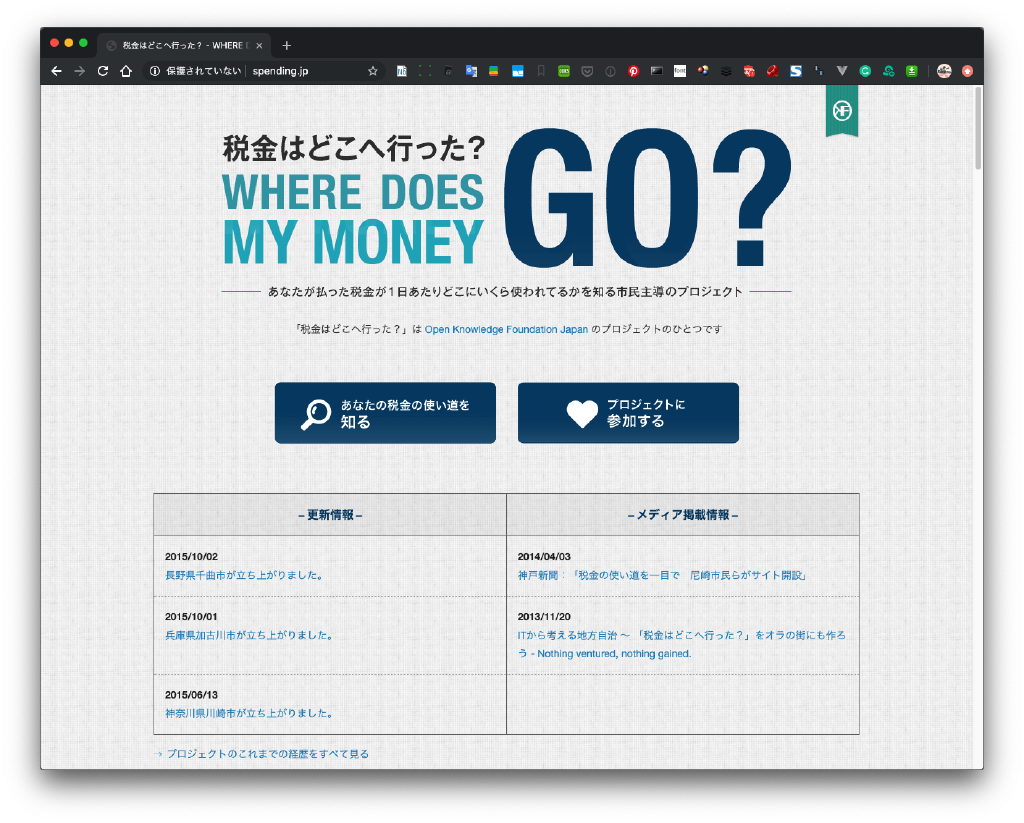 税金はどこへ行った？ - WHERE D
保護されていない
spending.jp
税金はどこへ行った？
WHERE DOES
MY MONEY
GO?
あなたが払った税金が1日あたりどこにいくら使われてるかを知る市民主導のプロジェクト
「税金はどこへ行った？」は Open Knowledge Foundation Japan のプロジェクトのひとつです
あなたの税金の使い道を
知る
プロジェクトに
参加する
– 更新情報 –
2015/10/02
長野県千曲市が立ち上がりました。
2015/10/01
兵庫県加古川市が立ち上がりました。
2015/06/13
神奈川県川崎市が立ち上がりました。
– メディア掲載情報 –
2014/04/03
神戸新聞：「税金の使い道を一目で　尼崎市民らがサイト開設」
2013/11/20
ITから考える地方自治 〜 「税金はどこへ行った？」をオラの街にも作ろ
う - Nothing ventured, nothing gained.
→ プロジェクトのこれまでの経歴をすべて見る